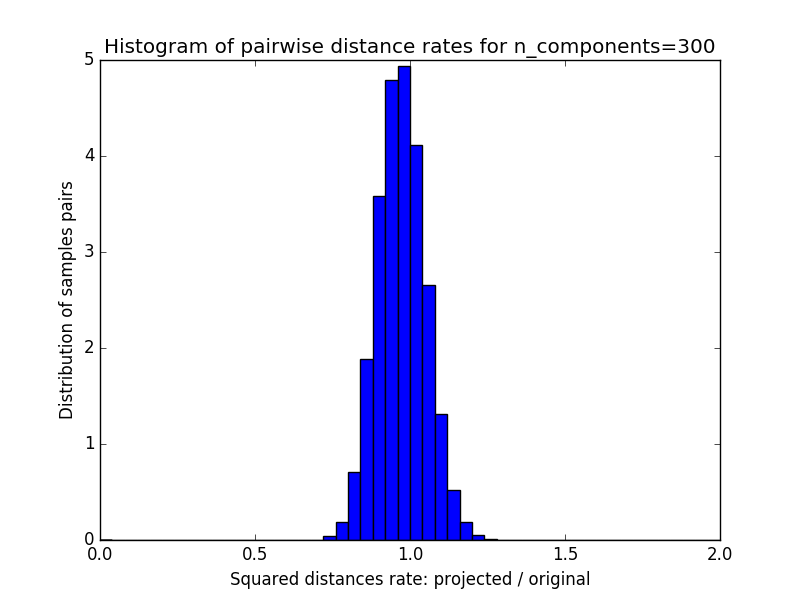 Histogram of pairwise distance rates for n_components=300
5
4
3
2
1
0
Distribution of samples pairs
0.0 0.5 1.0 1.5 2.0
Squared distances rate: projected / original